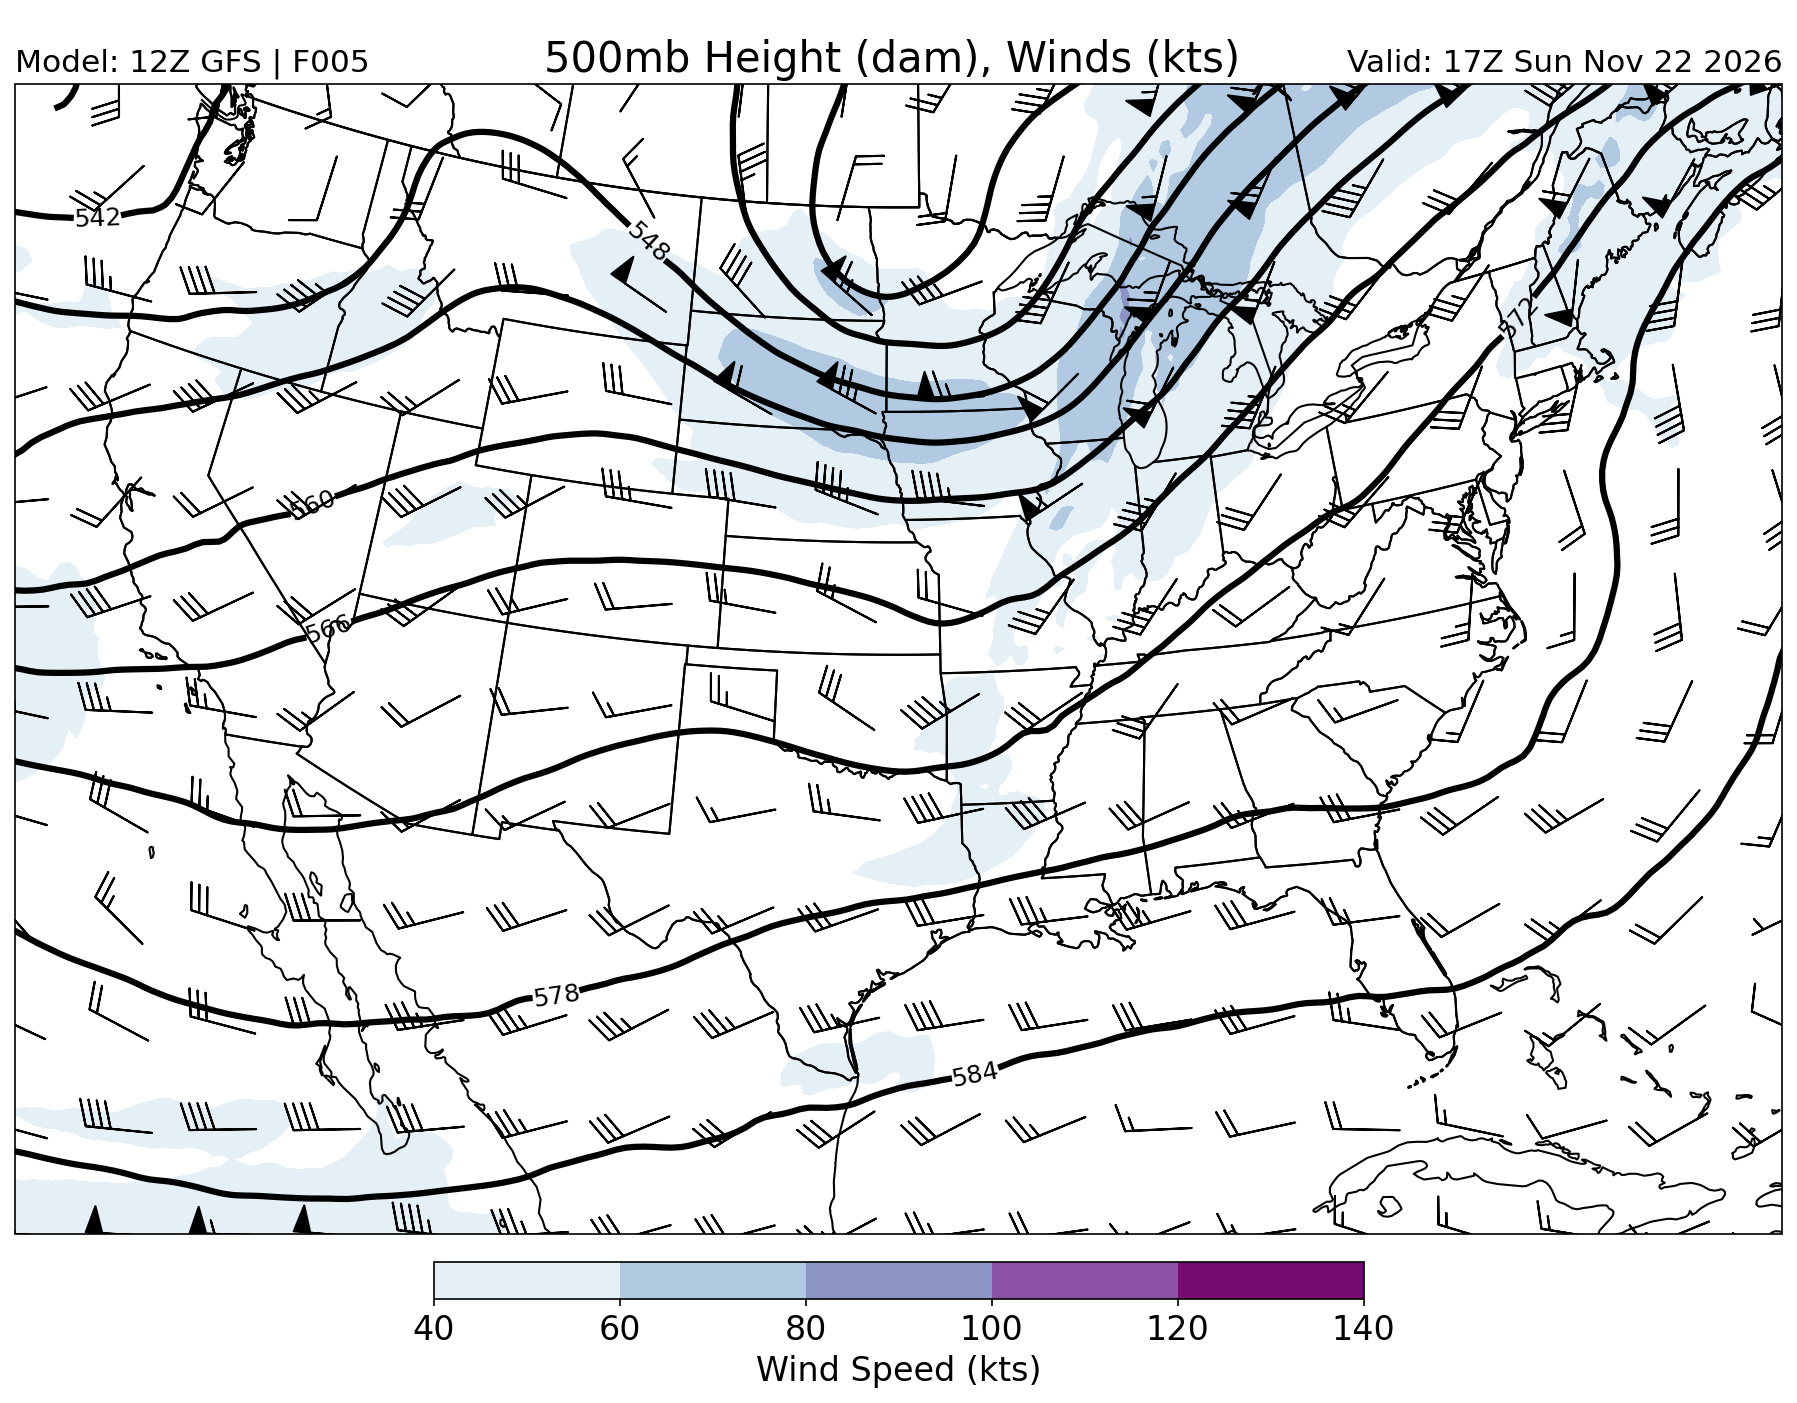 Model: 12Z GFS | F005
500mb Height (dam), Winds (kts)
Valid: 17Z Sun Nov 22 2026
542
548
572
560
566
578
584
40 60 80 100 120 140
Wind Speed (kts)